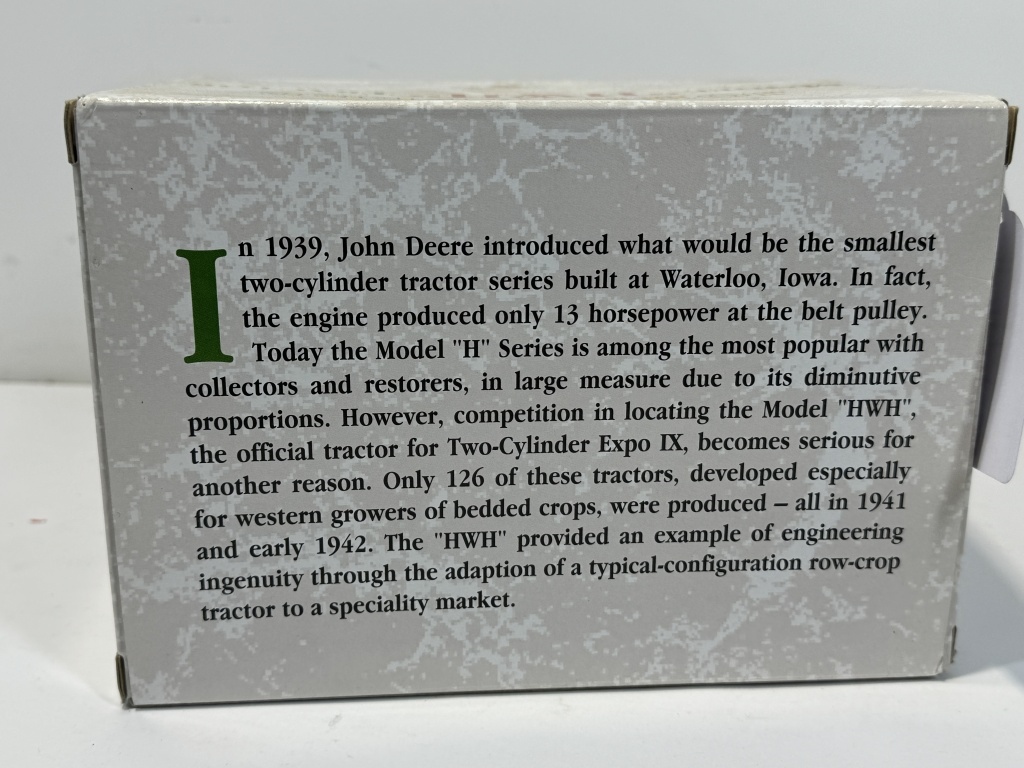 In 1939, John Deere introduced what would be the smallest
two-cylinder tractor series built at Waterloo, Iowa. In fact,
the engine produced only 13 horsepower at the belt pulley.
Today the Model "H" Series is among the most popular with
collectors and restorers, in large measure due to its diminutive
proportions. However, competition in locating the Model "HWH",
the official tractor for Two-Cylinder Expo IX, becomes serious for
another reason. Only 126 of these tractors, developed especially
for western growers of bedded crops, were produced – all in 1941
and early 1942. The "HWH" provided an example of engineering
ingenuity through the adaption of a typical-configuration row-crop
tractor to a speciality market.